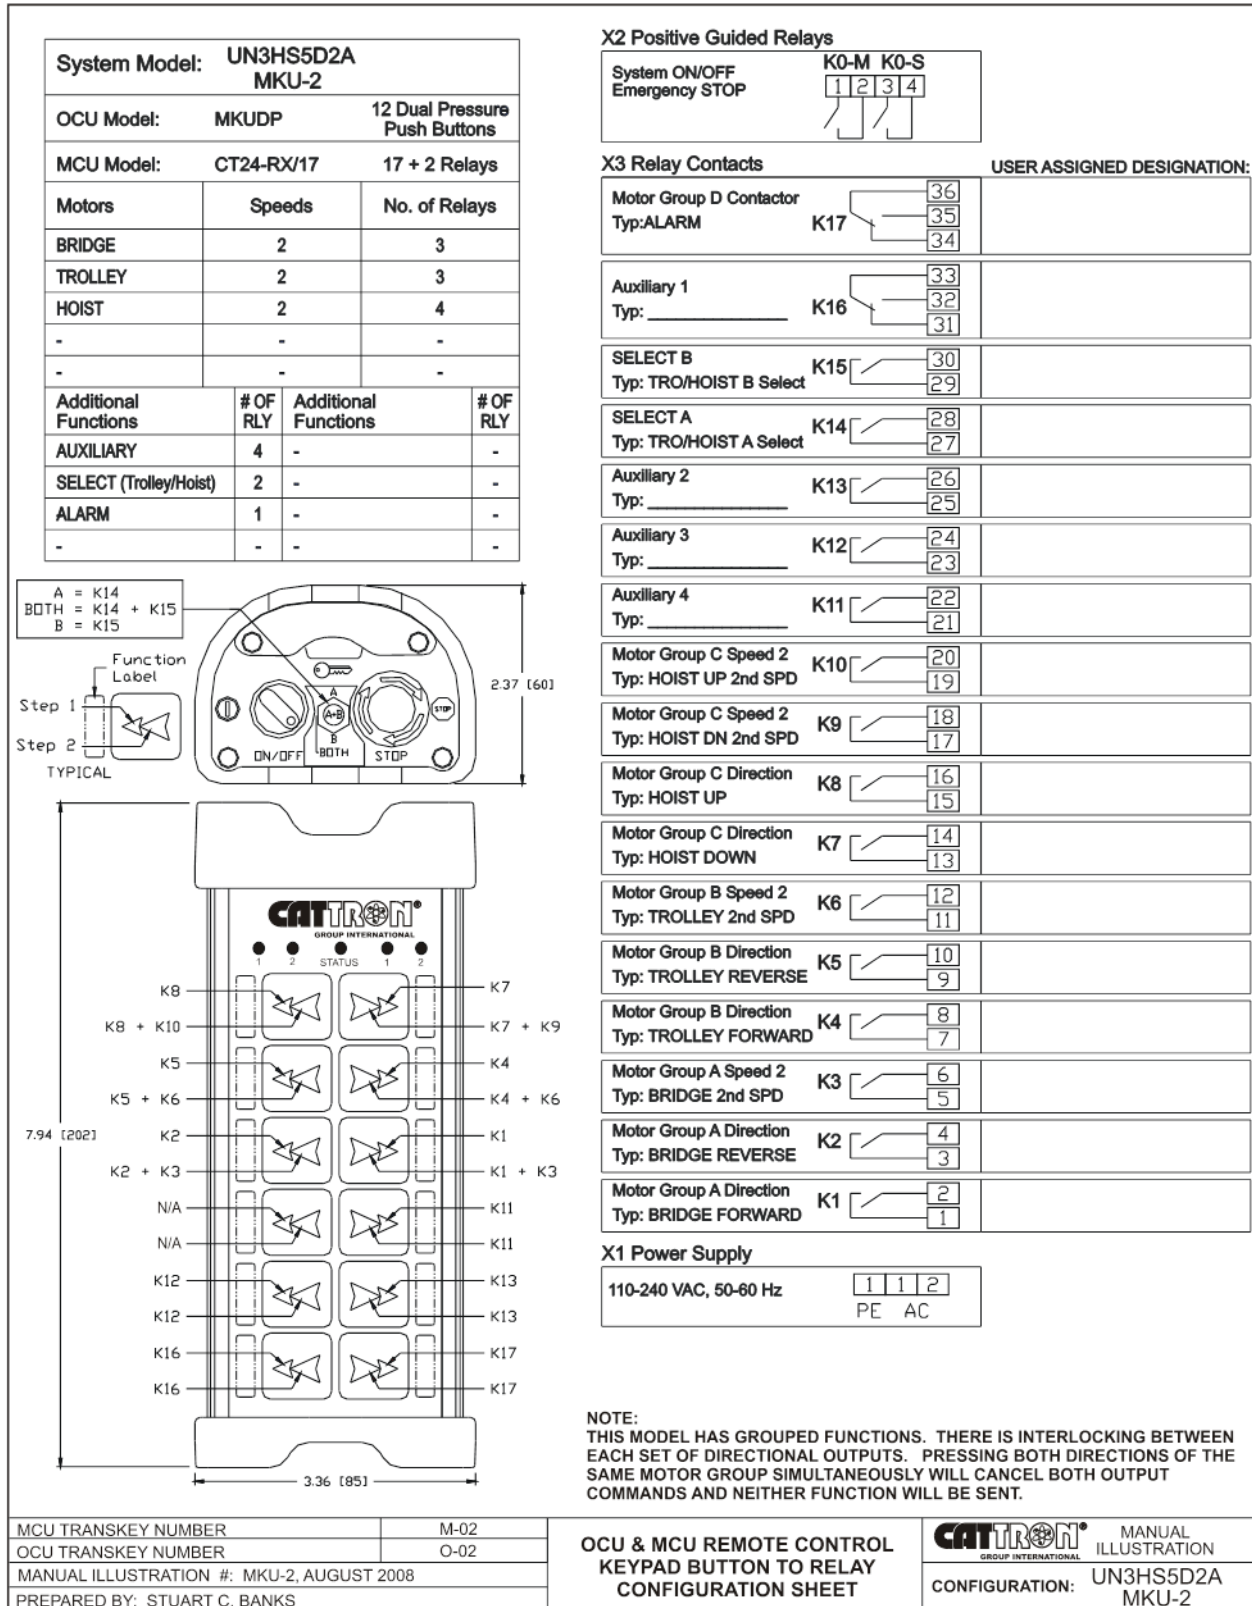 System Model: UN3HS5D2A
MKU-2
OCU Model: MKUDP 12 Dual Pressure
Push Buttons
MCU Model: CT24-RX/17 17 + 2 Relays
Motors Speeds No. of Relays
BRIDGE 2 3
TROLLEY 2 3
HOIST 2 4
- - -
- - -
Additional Functions # OF RLY Additional Functions # OF RLY
AUXILIARY 4 - -
SELECT (Trolley/Hoist) 2 - -
ALARM 1 - -
- - - -
A = K14
BOTH = K14 + K15
B = K15
Function
Label
Step 1
Step 2
TYPICAL
A
A+B
B
BOTH
ON/OFF
STOP
STOP
2.37 [60]
CATTRON®
GROUP INTERNATIONAL
1 2 STATUS 1 2
K8 K7
K8 + K10 K7 + K9
K5 K4
K5 + K6 K4 + K6
K2 K1
K2 + K3 K1 + K3
N/A K11
N/A K11
K12 K13
K12 K13
K16 K17
K16 K17
7.94 [202]
3.36 [85]
X2 Positive Guided Relays
System ON/OFF
Emergency STOP
K0-M K0-S
1 2 3 4
X3 Relay Contacts USER ASSIGNED DESIGNATION:
Motor Group D Contactor
Typ:ALARM K17
36
35
34
Auxiliary 1
Typ: ________________ K16
33
32
31
SELECT B
Typ: TRO/HOIST B Select K15
30
29
SELECT A
Typ: TRO/HOIST A Select K14
28
27
Auxiliary 2
Typ: ________________ K13
26
25
Auxiliary 3
Typ: ________________ K12
24
23
Auxiliary 4
Typ: ________________ K11
22
21
Motor Group C Speed 2
Typ: HOIST UP 2nd SPD K10
20
19
Motor Group C Speed 2
Typ: HOIST DN 2nd SPD K9
18
17
Motor Group C Direction
Typ: HOIST UP K8
16
15
Motor Group C Direction
Typ: HOIST DOWN K7
14
13
Motor Group B Speed 2
Typ: TROLLEY 2nd SPD K6
12
11
Motor Group B Direction
Typ: TROLLEY REVERSE K5
10
9
Motor Group B Direction
Typ: TROLLEY FORWARD K4
8
7
Motor Group A Speed 2
Typ: BRIDGE 2nd SPD K3
6
5
Motor Group A Direction
Typ: BRIDGE REVERSE K2
4
3
Motor Group A Direction
Typ: BRIDGE FORWARD K1
2
1
X1 Power Supply
110-240 VAC, 50-60 Hz
1 1 2
PE AC
NOTE:
THIS MODEL HAS GROUPED FUNCTIONS. THERE IS INTERLOCKING BETWEEN
EACH SET OF DIRECTIONAL OUTPUTS. PRESSING BOTH DIRECTIONS OF THE
SAME MOTOR GROUP SIMULTANEOUSLY WILL CANCEL BOTH OUTPUT
COMMANDS AND NEITHER FUNCTION WILL BE SENT.
MCU TRANSKEY NUMBER M-02
OCU TRANSKEY NUMBER O-02
MANUAL ILLUSTRATION #: MKU-2, AUGUST 2008
PREPARED BY: STUART C. BANKS
OCU & MCU REMOTE CONTROL
KEYPAD BUTTON TO RELAY
CONFIGURATION SHEET
CATTRON®
GROUP INTERNATIONAL
MANUAL
ILLUSTRATION
CONFIGURATION: UN3HS5D2A
MKU-2